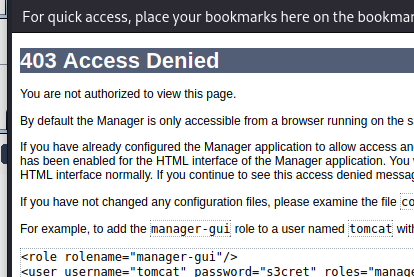 For quick access, place your bookmarks here on the bookmar
403 Access Denied
You are not authorized to view this page.
By default the Manager is only accessible from a browser running on the s
If you have already configured the Manager application to allow access an
has been enabled for the HTML interface of the Manager application. You
HTML interface normally. If you continue to see this access denied messag
If you have not changed any configuration files, please examine the file co
For example, to add the manager-gui role to a user named tomcat with
<role rolename="manager-gui"/>
<user username="tomcat" password="s3cret" roles="manag